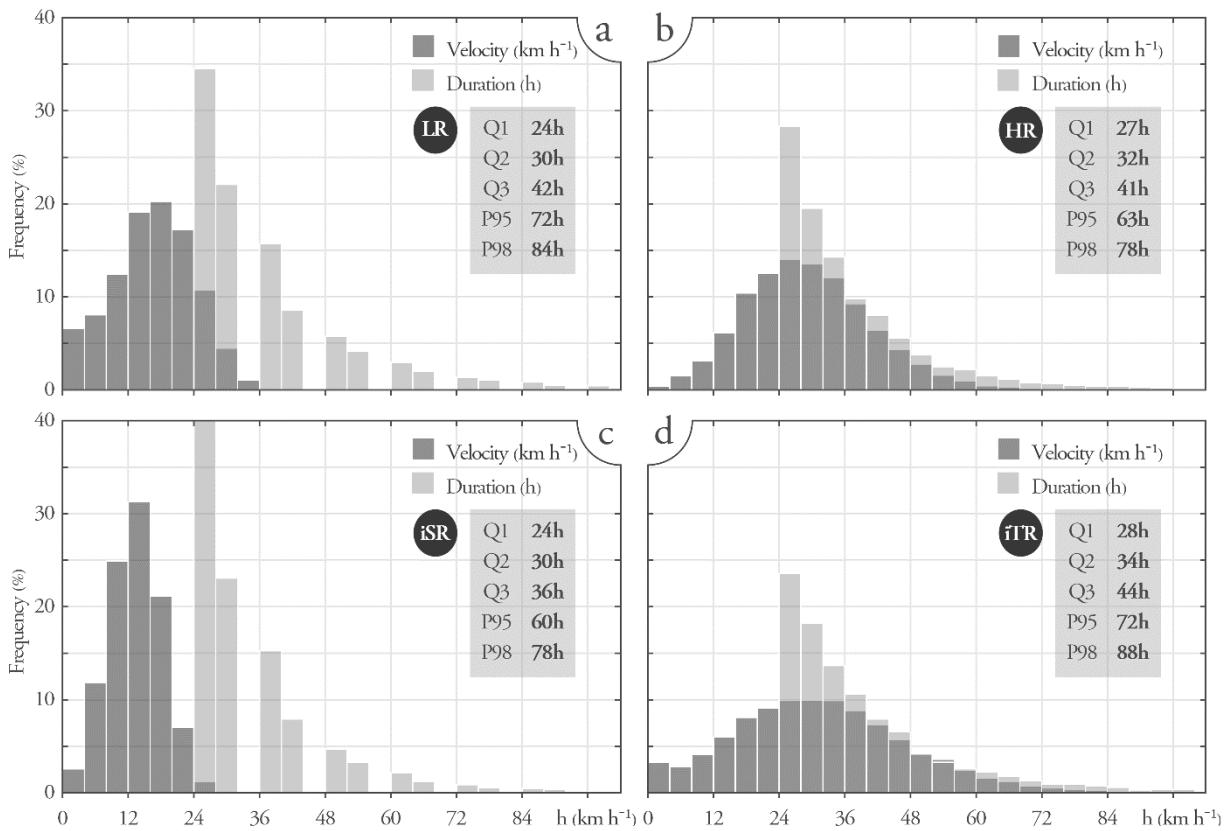 40
30
20
10
0
Frequency (%)
a
Velocity (km h⁻¹)
Duration (h)
LR
Q1 24h
Q2 30h
Q3 42h
P95 72h
P98 84h
b
Velocity (km h⁻¹)
Duration (h)
HR
Q1 27h
Q2 32h
Q3 41h
P95 63h
P98 78h
40
30
20
10
0
Frequency (%)
c
Velocity (km h⁻¹)
Duration (h)
iSR
Q1 24h
Q2 30h
Q3 36h
P95 60h
P98 78h
0 12 24 36 48 60 72 84 h (km h⁻¹)
d
Velocity (km h⁻¹)
Duration (h)
iTR
Q1 28h
Q2 34h
Q3 44h
P95 72h
P98 88h
0 12 24 36 48 60 72 84 h (km h⁻¹)